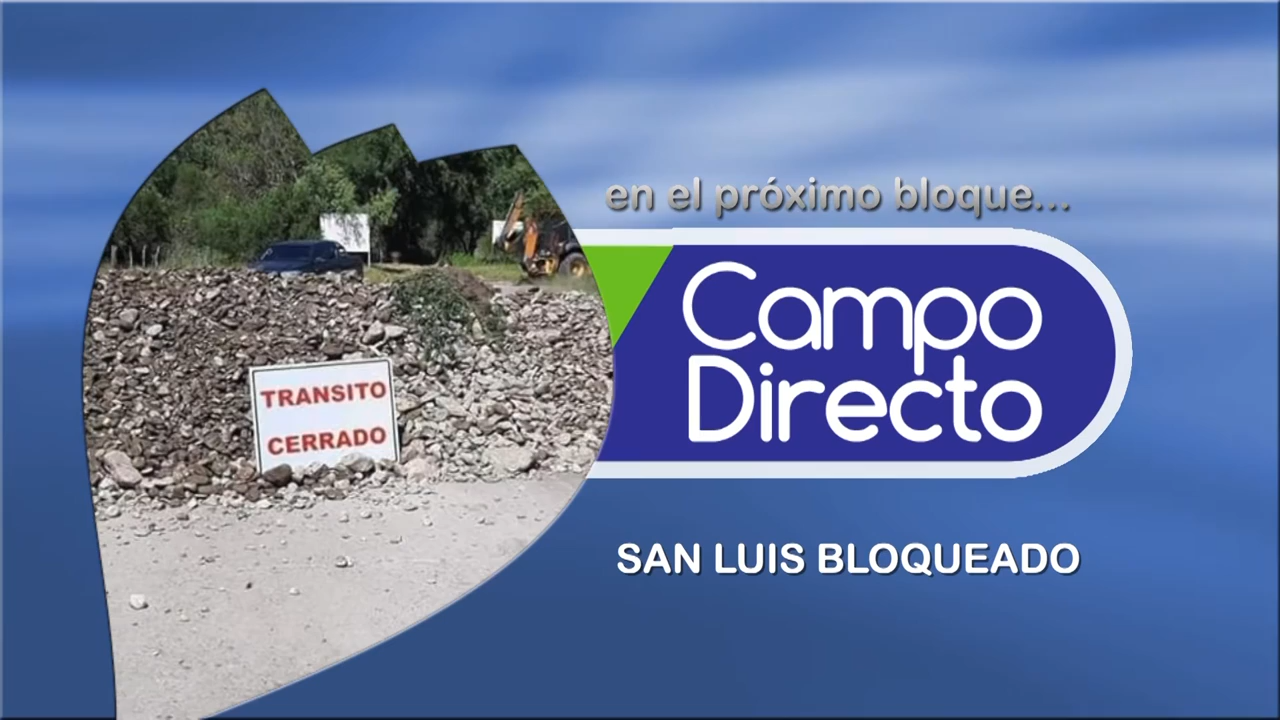 en el próximo bloque...
Campo
Directo
TRANSITO
CERRADO
SAN LUIS BLOQUEADO